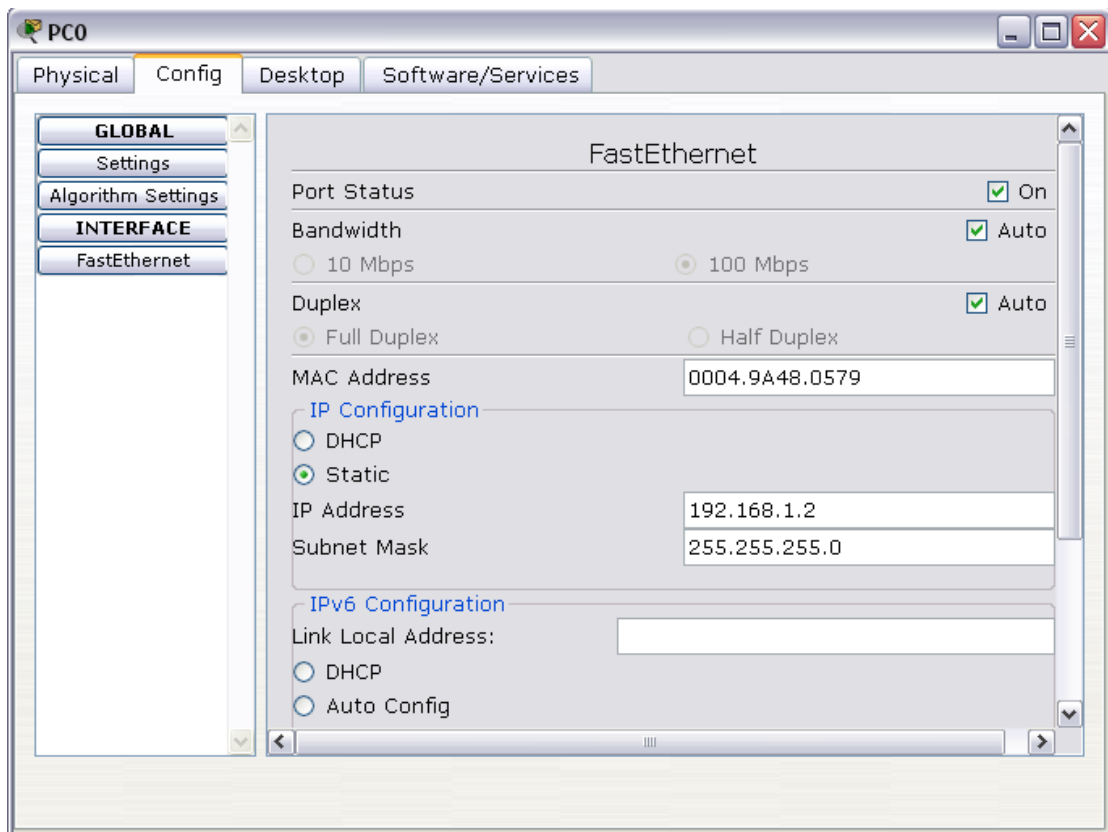 PC0
Physical Config Desktop Software/Services
GLOBAL
Settings
Algorithm Settings
INTERFACE
FastEthernet
FastEthernet
Port Status On
Bandwidth Auto
10 Mbps 100 Mbps
Duplex Auto
Full Duplex Half Duplex
MAC Address 0004.9A48.0579
IP Configuration
DHCP
Static
IP Address 192.168.1.2
Subnet Mask 255.255.255.0
IPv6 Configuration
Link Local Address:
DHCP
Auto Config